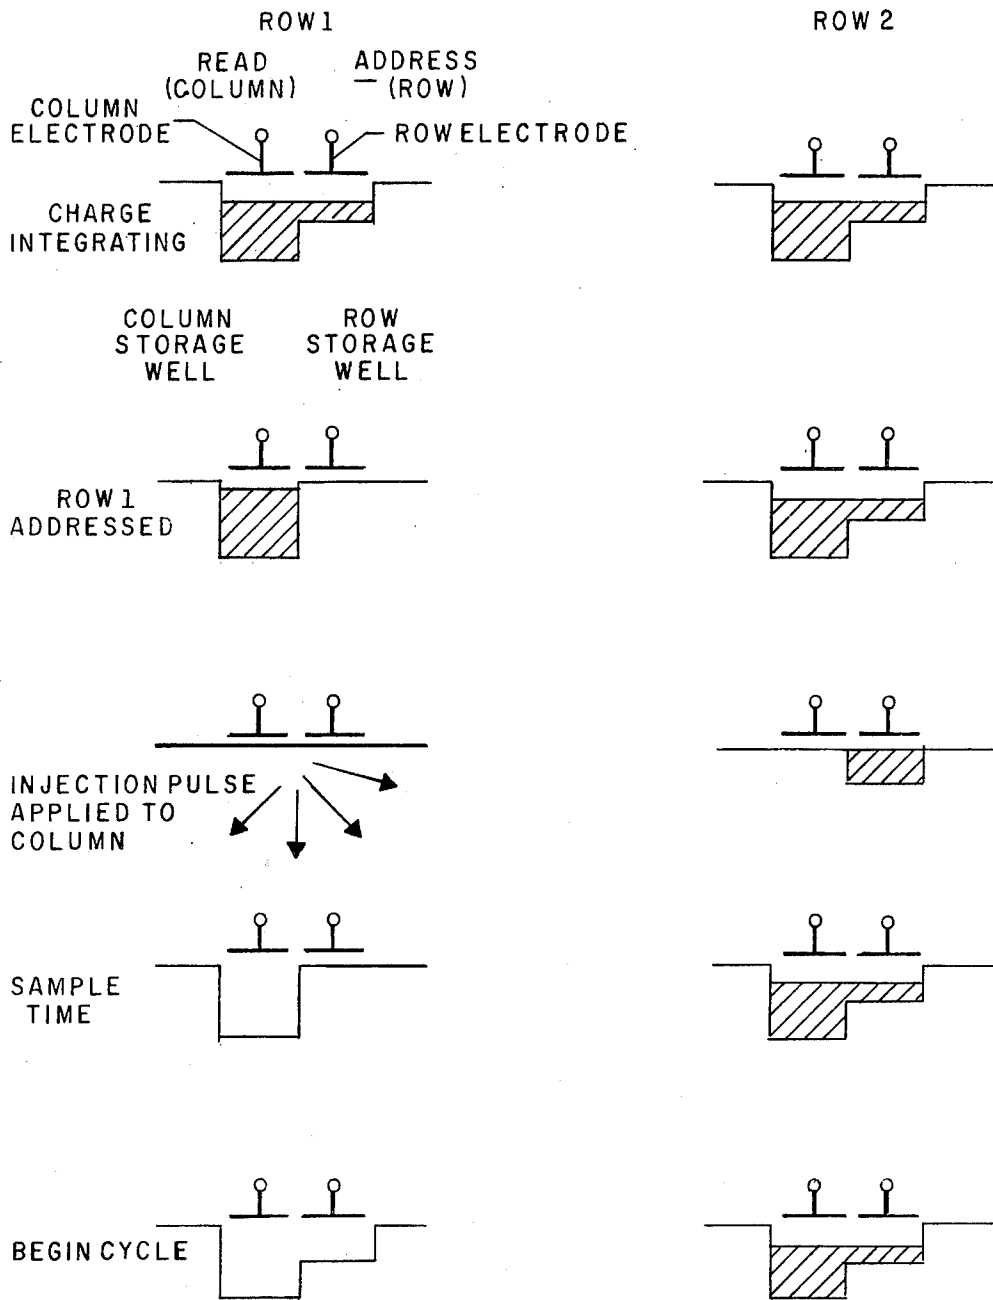 ROW 1
ROW 2
READ
(COLUMN)
ADDRESS
(ROW)
COLUMN
ELECTRODE
ROW ELECTRODE
CHARGE
INTEGRATING
COLUMN
STORAGE
WELL
ROW
STORAGE
WELL
ROW 1
ADDRESSED
INJECTION PULSE
APPLIED TO
COLUMN
SAMPLE
TIME
BEGIN CYCLE